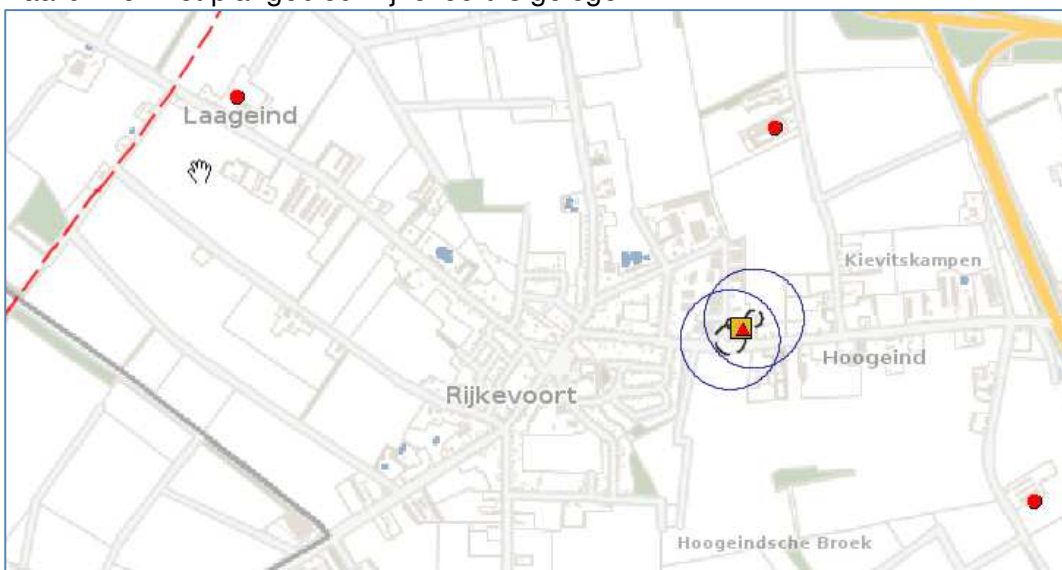 Laageind
Kievitskampen
Hoogeind
Rijkevoort
Hoogeindsche Broek